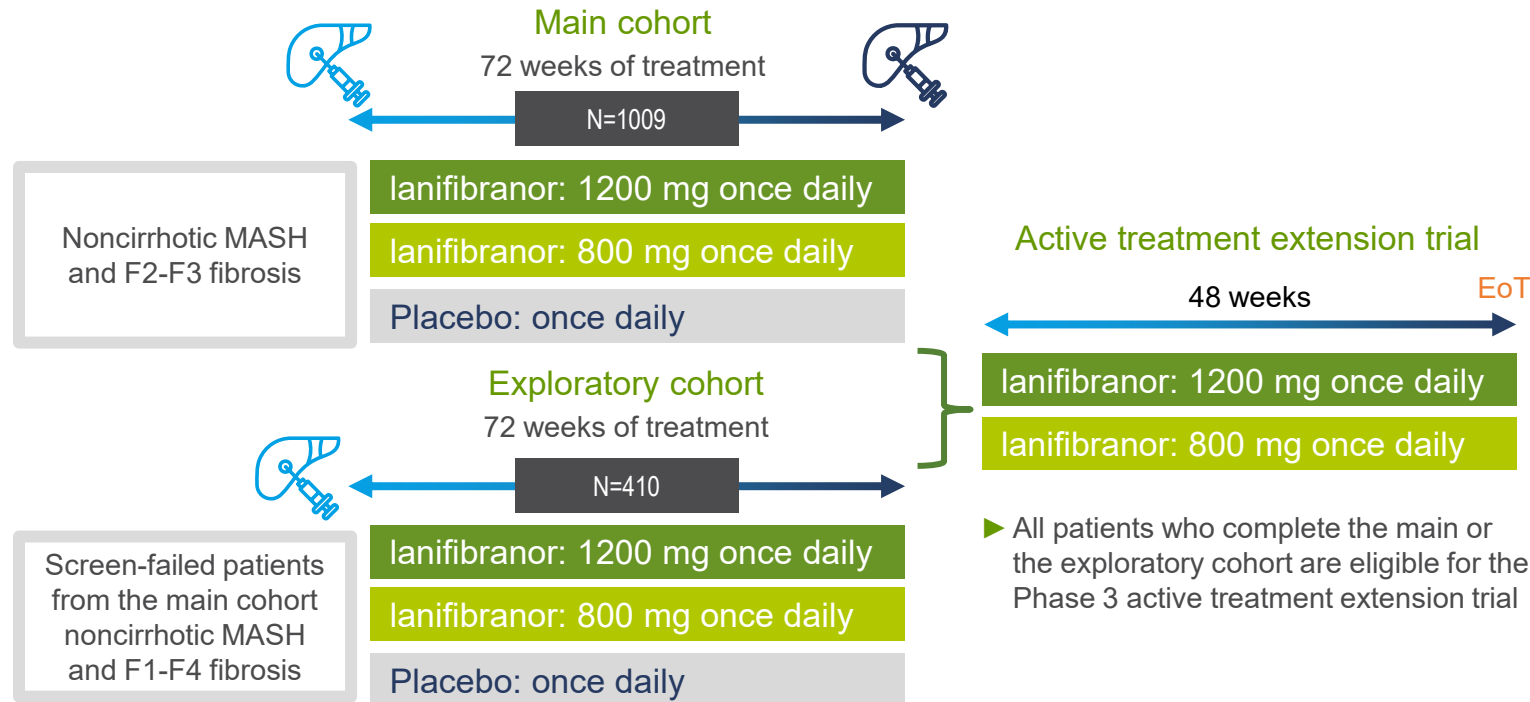 Main cohort
72 weeks of treatment
N=1009
Noncirrhotic MASH
and F2-F3 fibrosis
lanifibranor: 1200 mg once daily
lanifibranor: 800 mg once daily
Placebo: once daily
Exploratory cohort
72 weeks of treatment
N=410
Screen-failed patients
from the main cohort
noncirrhotic MASH
and F1-F4 fibrosis
lanifibranor: 1200 mg once daily
lanifibranor: 800 mg once daily
Placebo: once daily
Active treatment extension trial
48 weeks
EoT
lanifibranor: 1200 mg once daily
lanifibranor: 800 mg once daily
► All patients who complete the main or
the exploratory cohort are eligible for the
Phase 3 active treatment extension trial